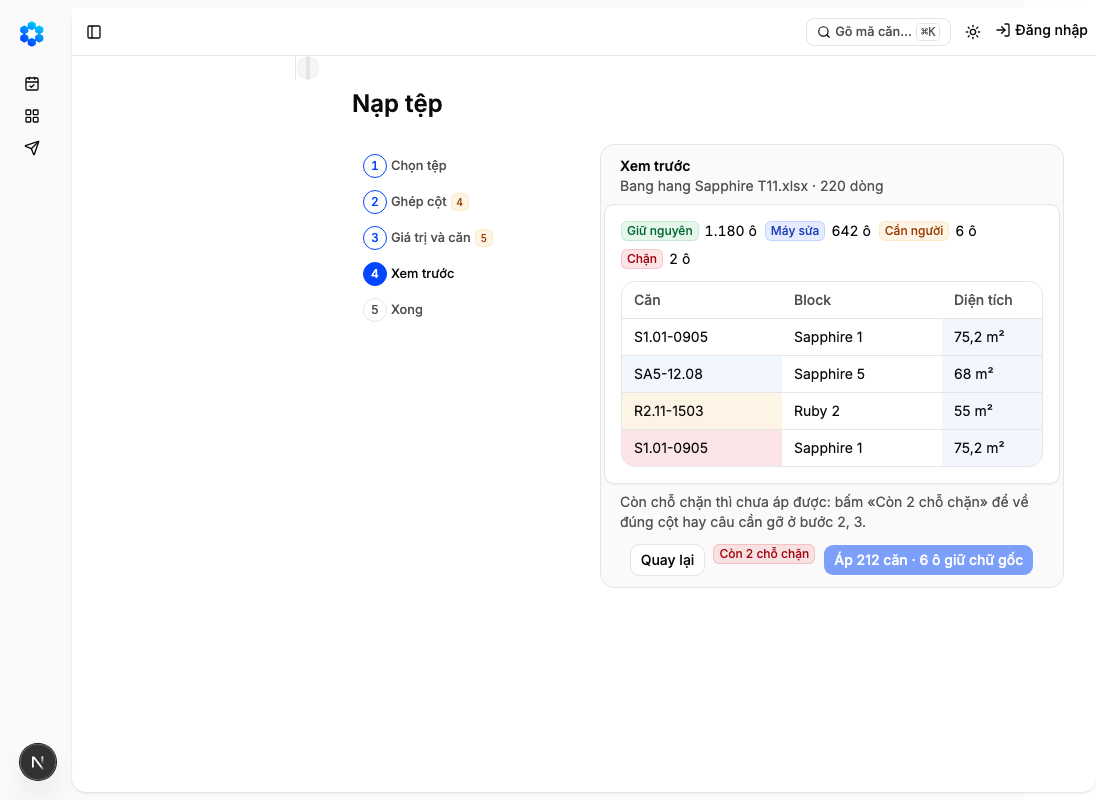 Gõ mã căn... ⌘K
Đăng nhập
Nạp tệp
1 Chọn tệp
2 Ghép cột 4
3 Giá trị và căn 5
4 Xem trước
5 Xong
Xem trước
Bang hang Sapphire T11.xlsx · 220 dòng
Giữ nguyên 1.180 ô Máy sửa 642 ô Cần người 6 ô
Chặn 2 ô
Căn Block Diện tích
S1.01-0905 Sapphire 1 75,2 m²
SA5-12.08 Sapphire 5 68 m²
R2.11-1503 Ruby 2 55 m²
S1.01-0905 Sapphire 1 75,2 m²
Còn chỗ chặn thì chưa áp được: bấm «Còn 2 chỗ chặn» để về
đúng cột hay câu cần gỡ ở bước 2, 3.
Quay lại Còn 2 chỗ chặn Áp 212 căn · 6 ô giữ chữ gốc
N